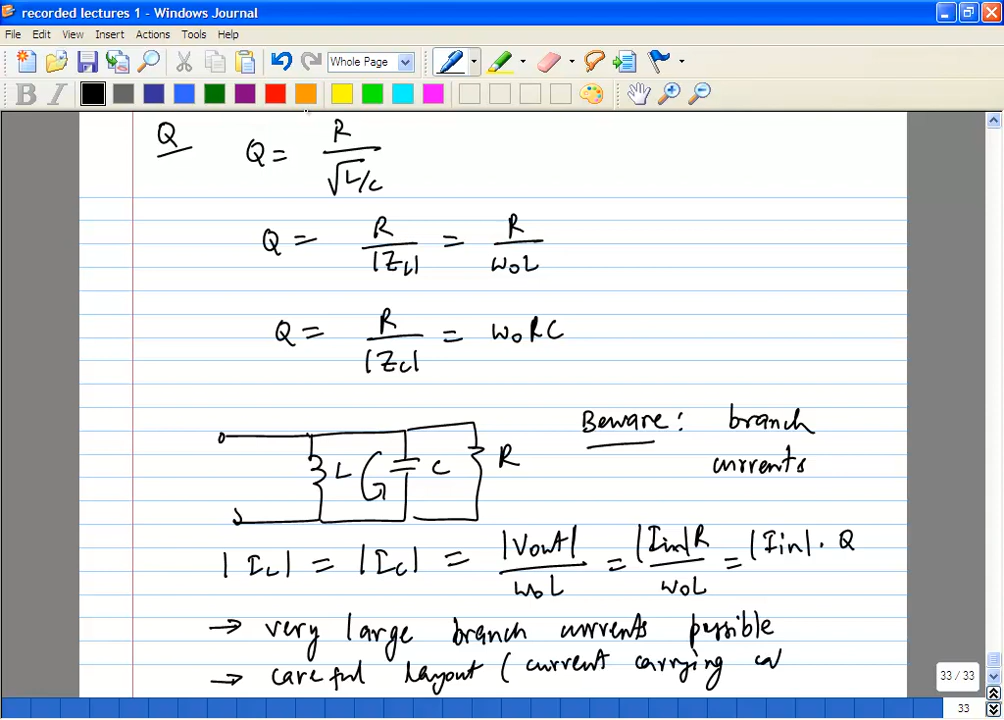 recorded lectures 1 - Windows Journal
File Edit View Insert Actions Tools Help
Whole Page
B I
Q Q = R / √L/C
Q = R / |ZL| = R / ω₀L
Q = R / |Zc| = ω₀RC
Beware: branch
currents
L C R
|IL| = |Ic| = |Vout| / ω₀L = |Iin|R / ω₀L = |Iin| · Q
→ very large branch currents possible
→ careful layout (current carrying ca
33 / 33
33